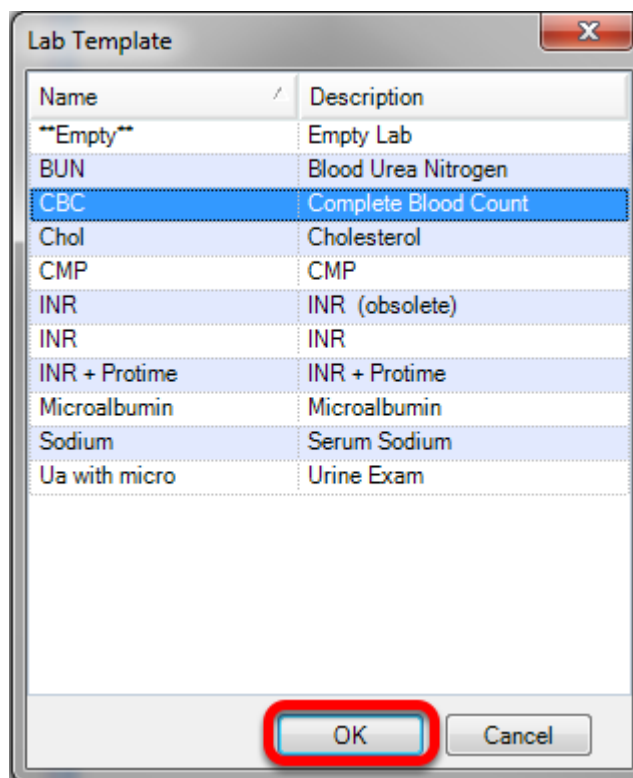 Lab Template
Name Description
**Empty** Empty Lab
BUN Blood Urea Nitrogen
CBC Complete Blood Count
Chol Cholesterol
CMP CMP
INR INR (obsolete)
INR INR
INR + Protime INR + Protime
Microalbumin Microalbumin
Sodium Serum Sodium
Ua with micro Urine Exam
OK Cancel